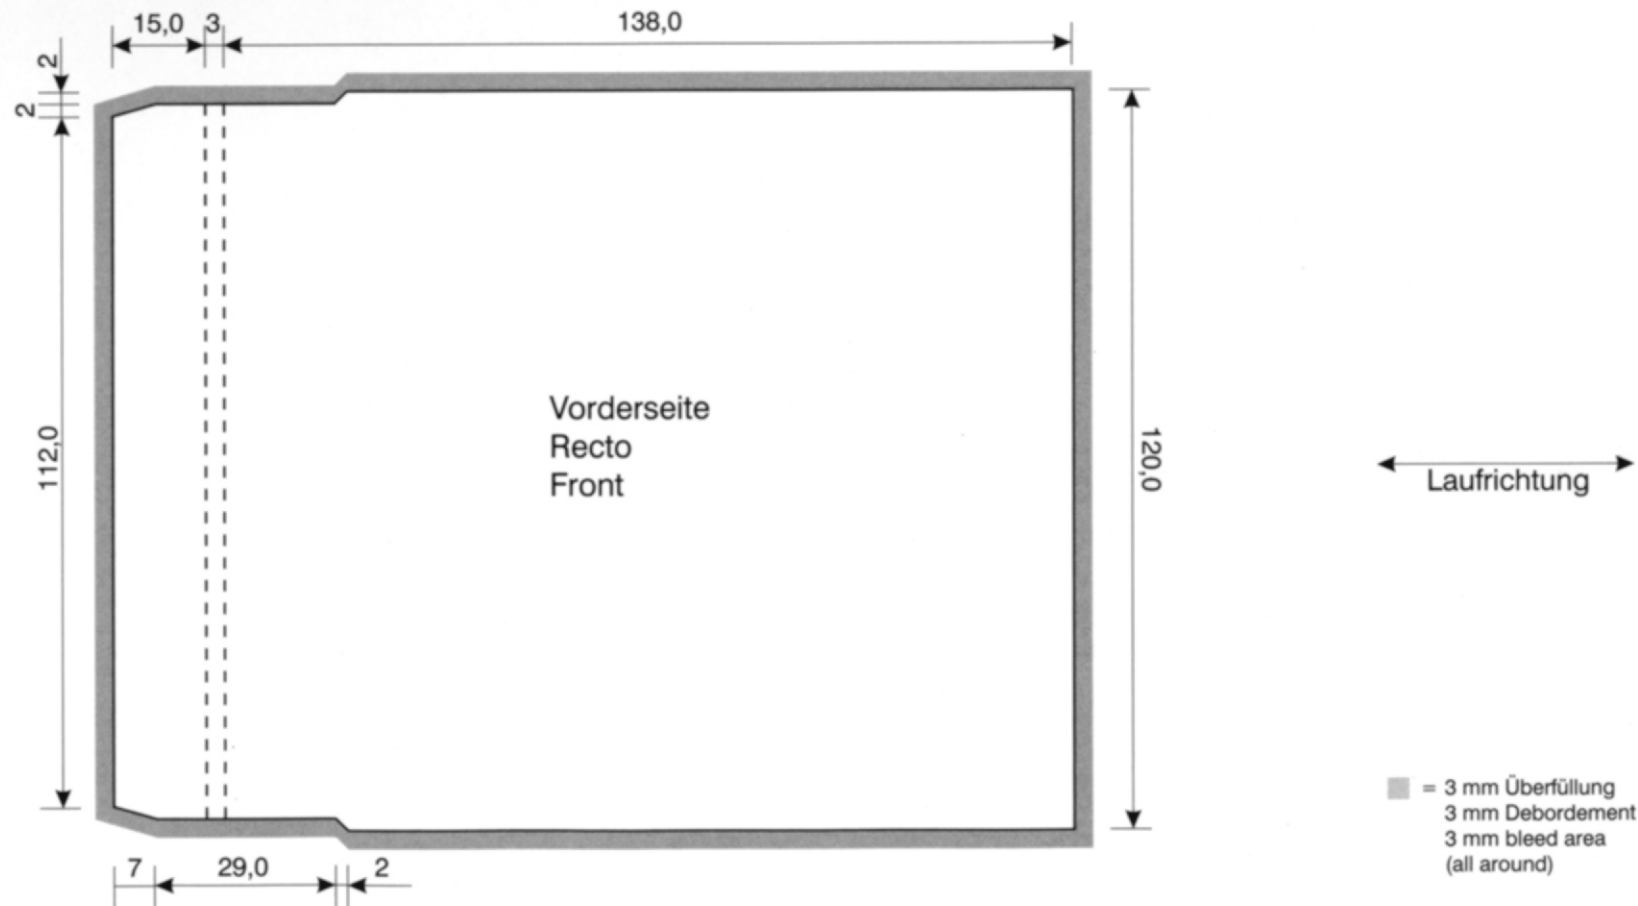 15,0 3 138,0
2
2
112,0
Vorderseite
Recto
Front
120,0
Laufrichtung
= 3 mm Überfüllung
3 mm Debordement
3 mm bleed area
(all around)
7 29,0 2